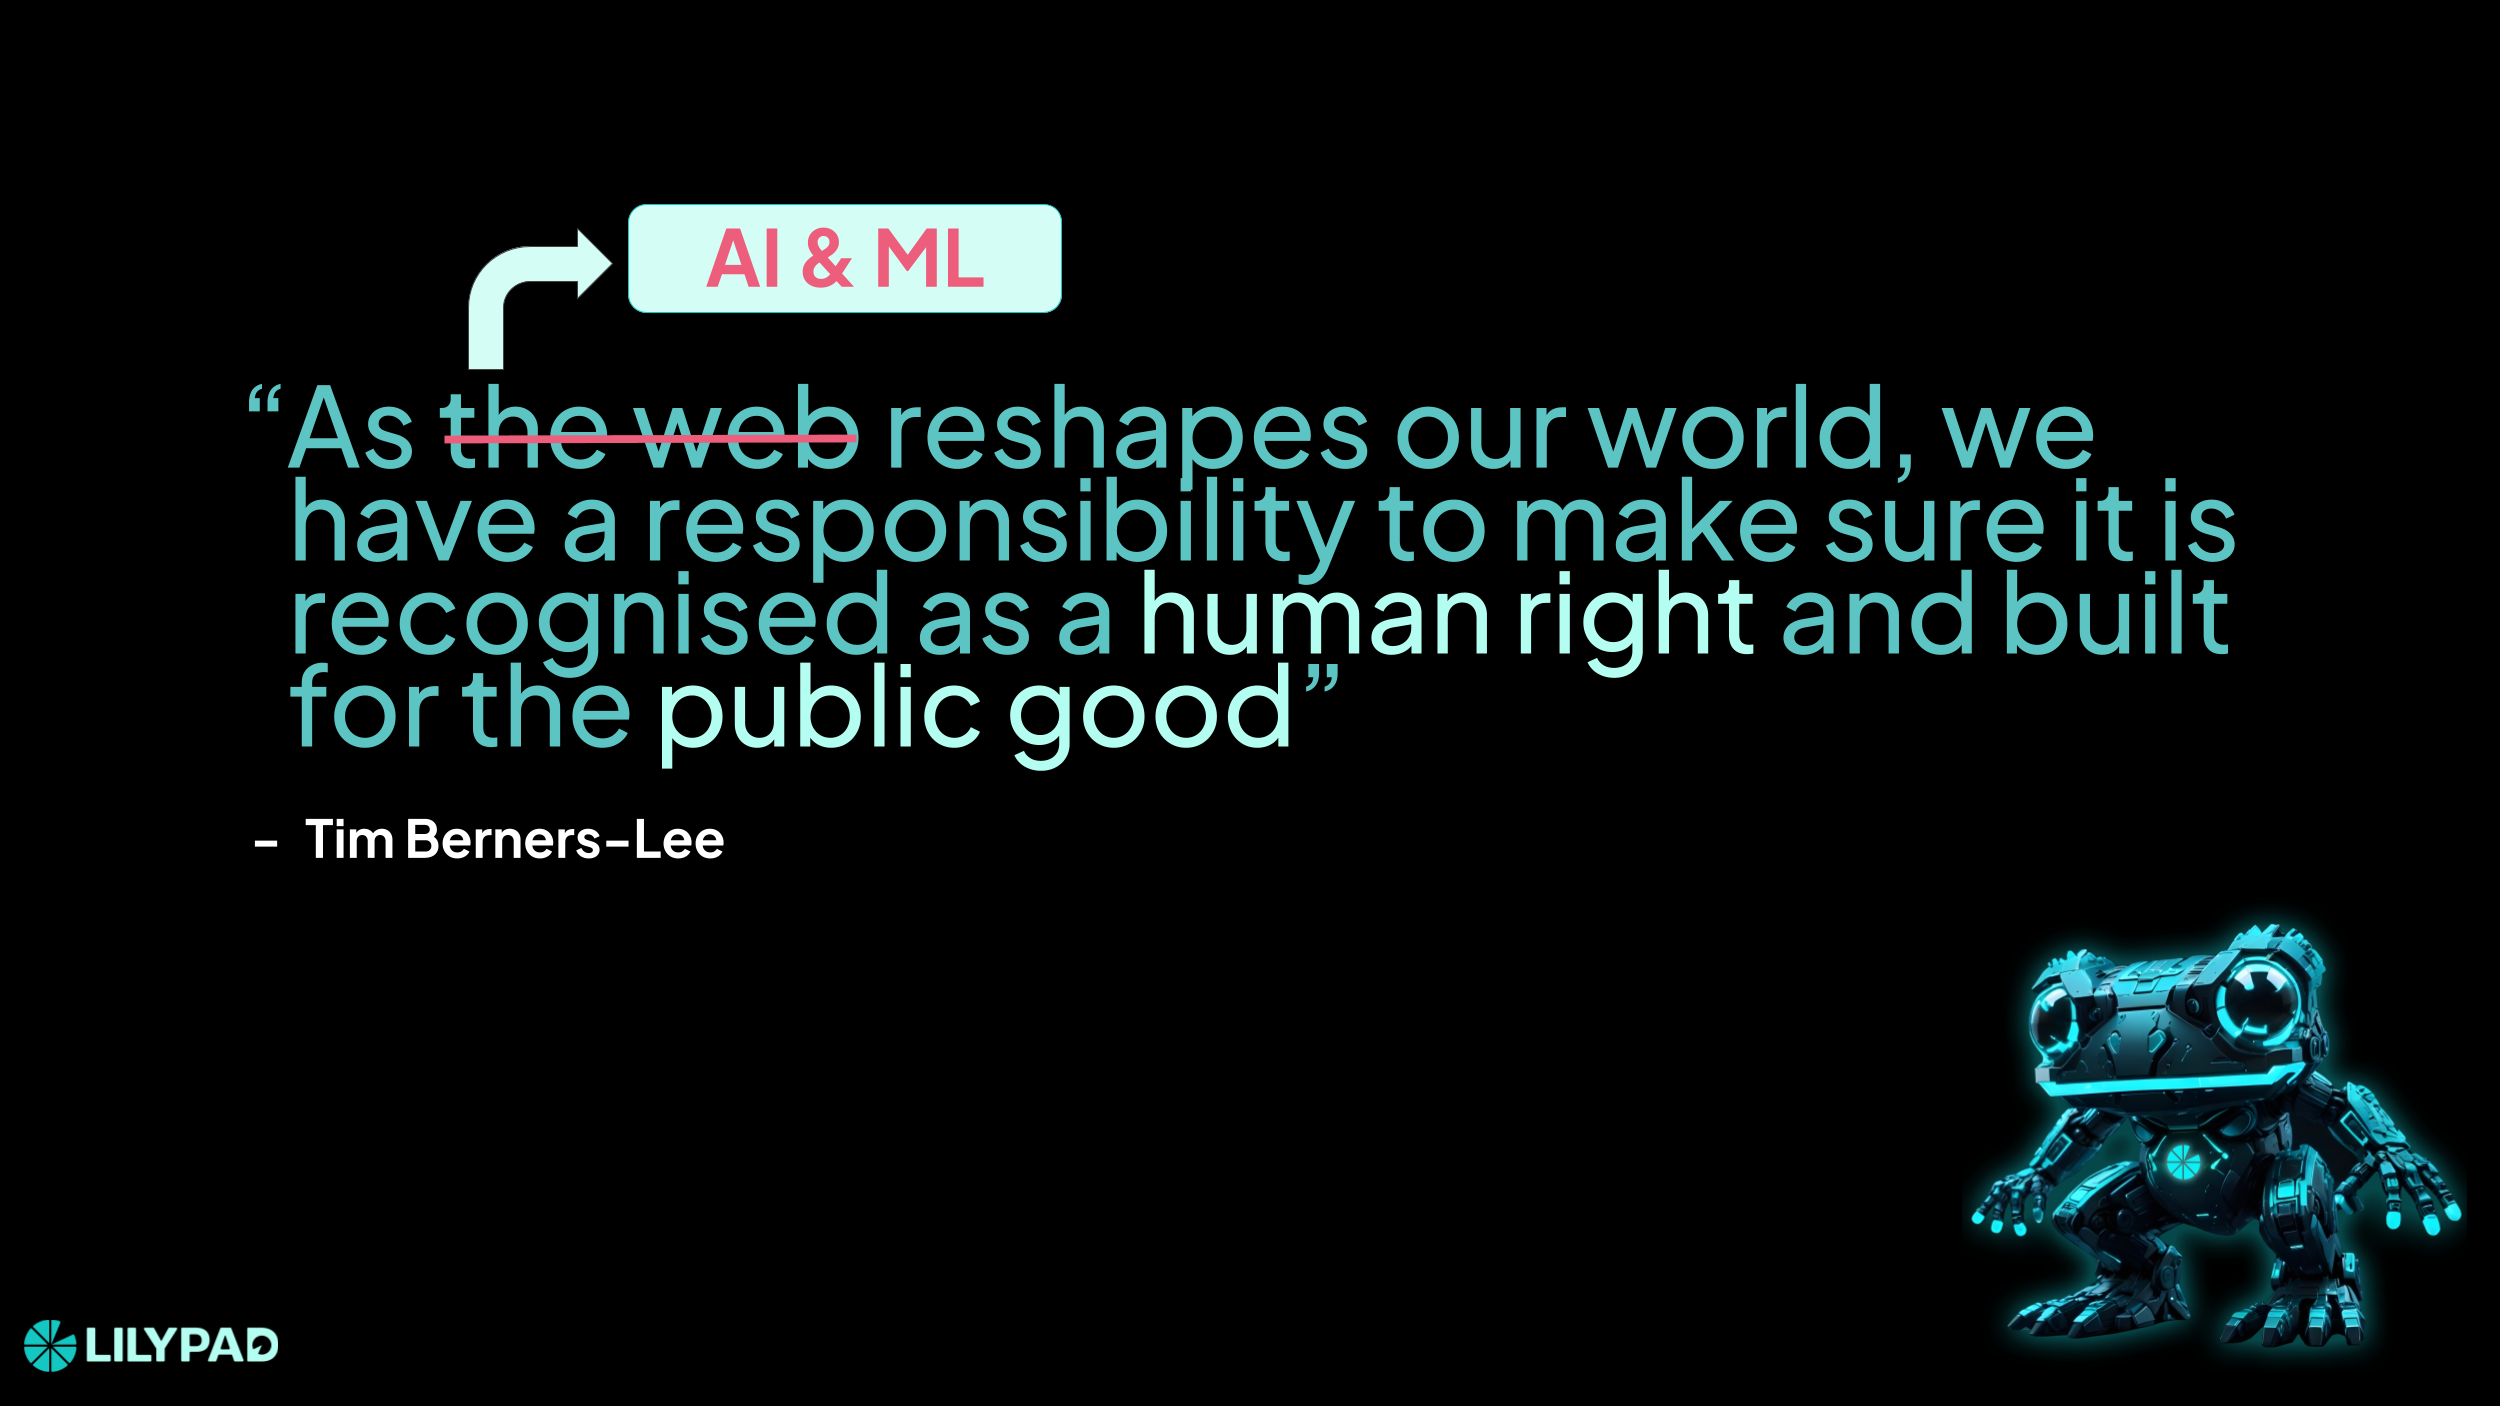 AI & ML
“As the web reshapes our world, we
have a responsibility to make sure it is
recognised as a human right and built
for the public good”
- Tim Berners-Lee
LILYPAD